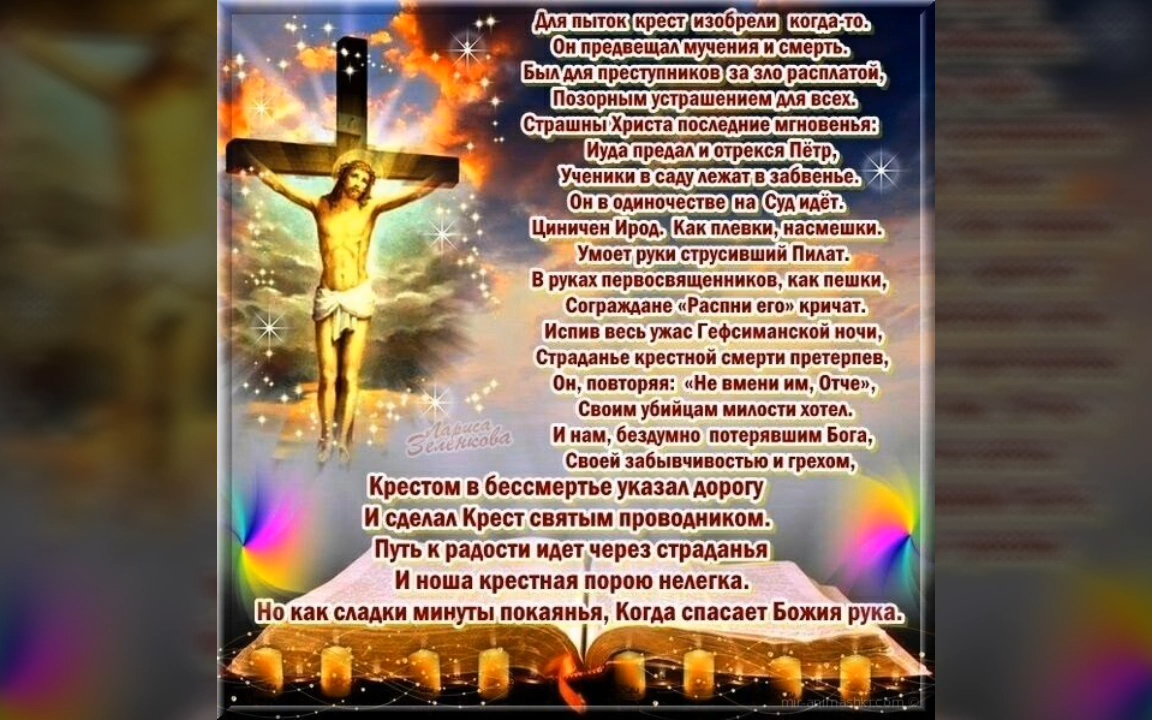 Для пыток крест изобрели когда-то.
Он предвещал мучения и смерть.
Был для преступников за зло расплатой,
Позорным устрашением для всех.
Страшны Христа последние мгновенья:
Иуда предал и отрекся Пётр,
Ученики в саду лежат в забвенье.
Он в одиночестве на Суд идёт.
Циничен Ирод. Как плевки, насмешки.
Умоет руки струсивший Пилат.
В руках первосвященников, как пешки,
Сограждане «Распни его» кричат.
Испив весь ужас Гефсиманской ночи,
Страданье крестной смерти претерпев,
Он, повторяя: «Не вмени им, Отче»,
Своим убийцам милости хотел.
И нам, бездумно потерявшим Бога,
Своей забывчивостью и грехом,
Лариса
Зеленкова
Крестом в бессмертье указал дорогу
И сделал Крест святым проводником.
Путь к радости идет через страданья
И ноша крестная порою нелегка.
Но как сладки минуты покаянья, Когда спасает Божия рука.
mir-animashki.com